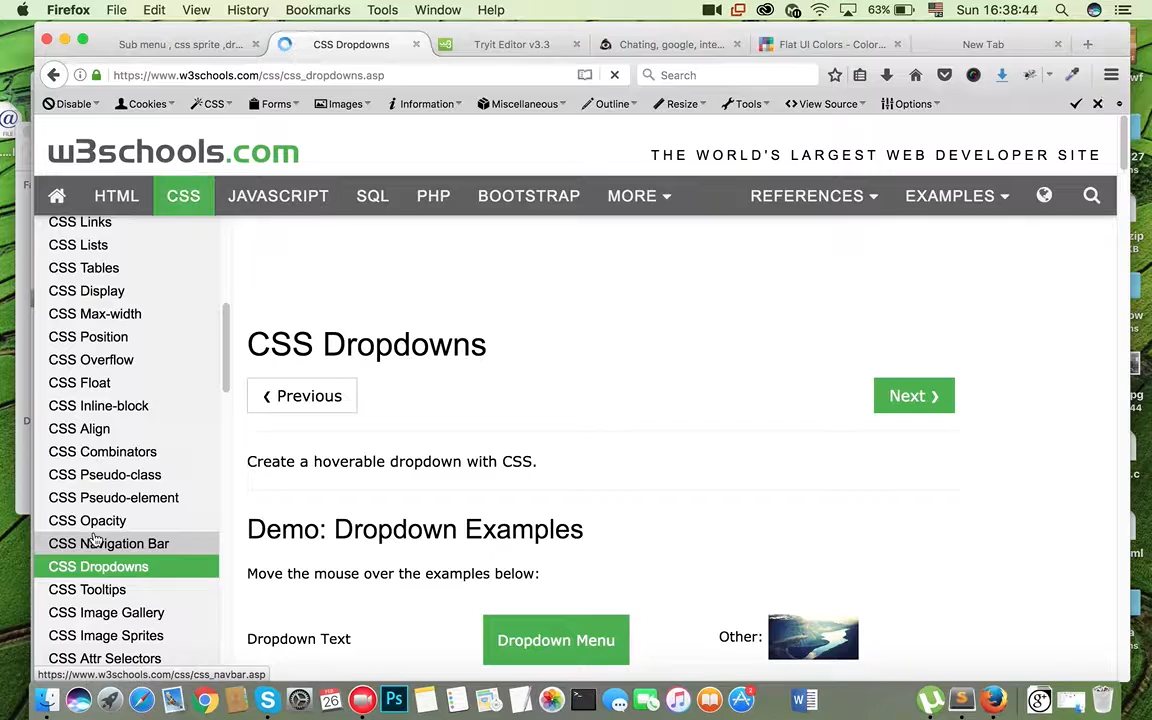 Firefox File Edit View History Bookmarks Tools Window Help 63% Sun 16:38:44
Sub menu , css sprite ,dr... CSS Dropdowns Tryit Editor v3.3 Chating, google, inte... Flat UI Colors - Color... New Tab
https://www.w3schools.com/css/css_dropdowns.asp Search
Disable Cookies CSS Forms Images Information Miscellaneous Outline Resize Tools View Source Options
w3schools.com THE WORLD'S LARGEST WEB DEVELOPER SITE
HTML CSS JAVASCRIPT SQL PHP BOOTSTRAP MORE REFERENCES EXAMPLES
CSS Links
CSS Lists
CSS Tables
CSS Display
CSS Max-width
CSS Position
CSS Overflow
CSS Float
CSS Inline-block
CSS Align
CSS Combinators
CSS Pseudo-class
CSS Pseudo-element
CSS Opacity
CSS Navigation Bar
CSS Dropdowns
CSS Tooltips
CSS Image Gallery
CSS Image Sprites
CSS Attr Selectors
CSS Dropdowns
❮ Previous Next ❯
Create a hoverable dropdown with CSS.
Demo: Dropdown Examples
Move the mouse over the examples below:
Dropdown Text Dropdown Menu Other:
https://www.w3schools.com/css/css_navbar.asp